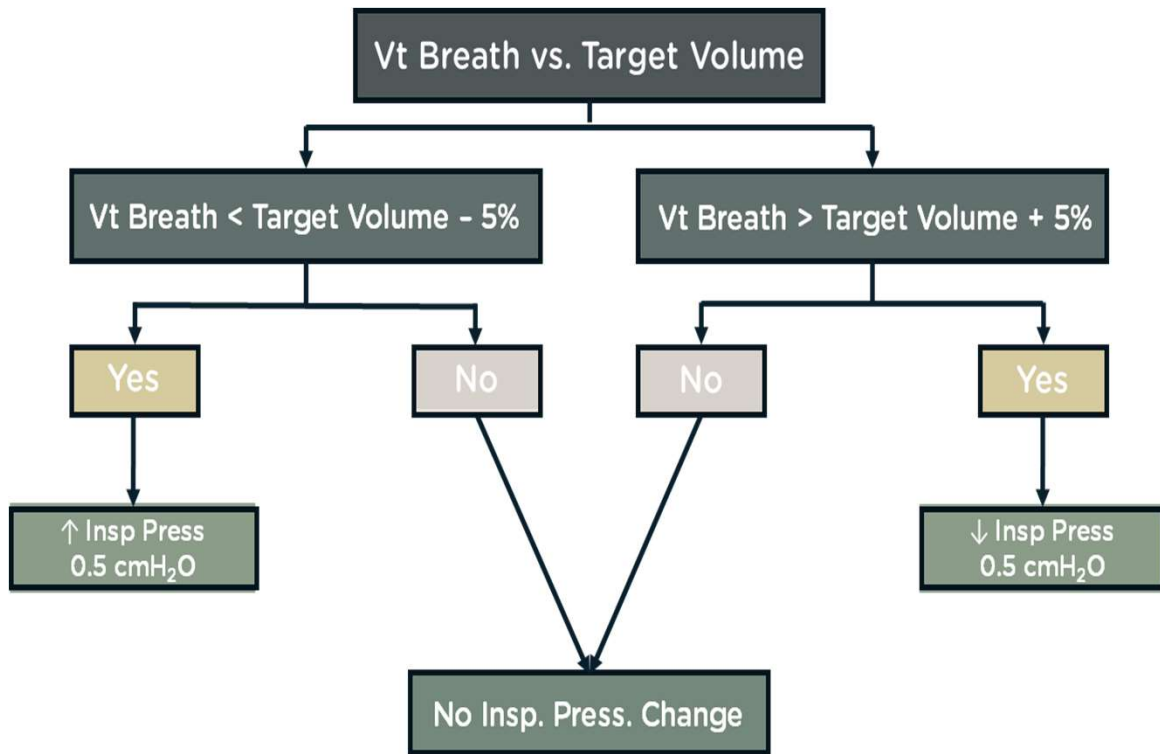 Vt Breath vs. Target Volume
Vt Breath < Target Volume – 5%
Vt Breath > Target Volume + 5%
Yes
No
No
Yes
↑ Insp Press
0.5 cmH₂O
↓ Insp Press
0.5 cmH₂O
No Insp. Press. Change